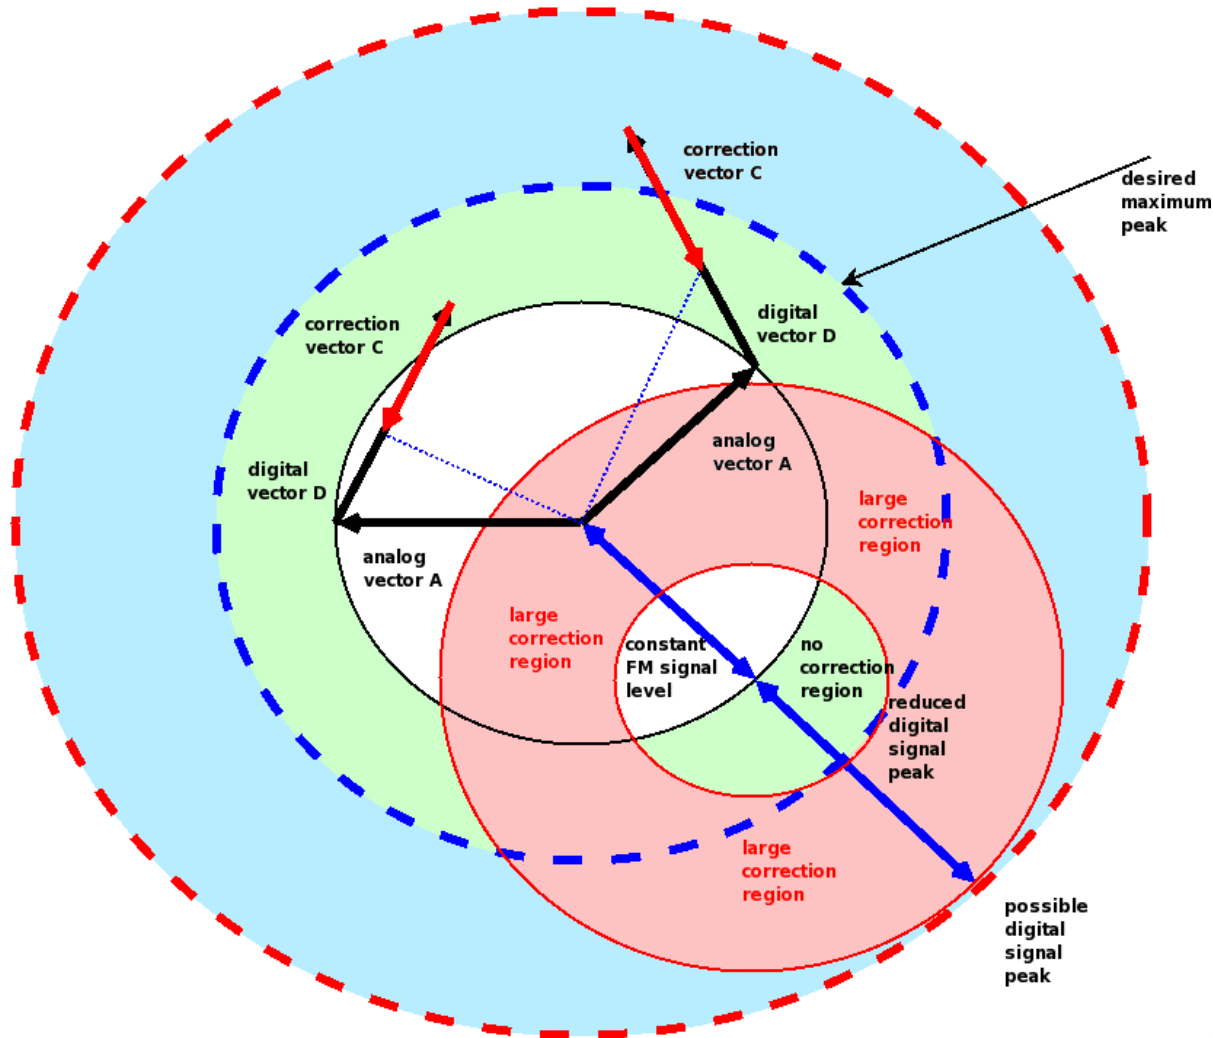 correction
vector C
desired
maximum
peak
correction
vector C
digital
vector D
digital
vector D
analog
vector A
large
correction
region
analog
vector A
large
correction
region
constant
FM signal
level
no
correction
region
reduced
digital
signal
peak
large
correction
region
possible
digital
signal
peak